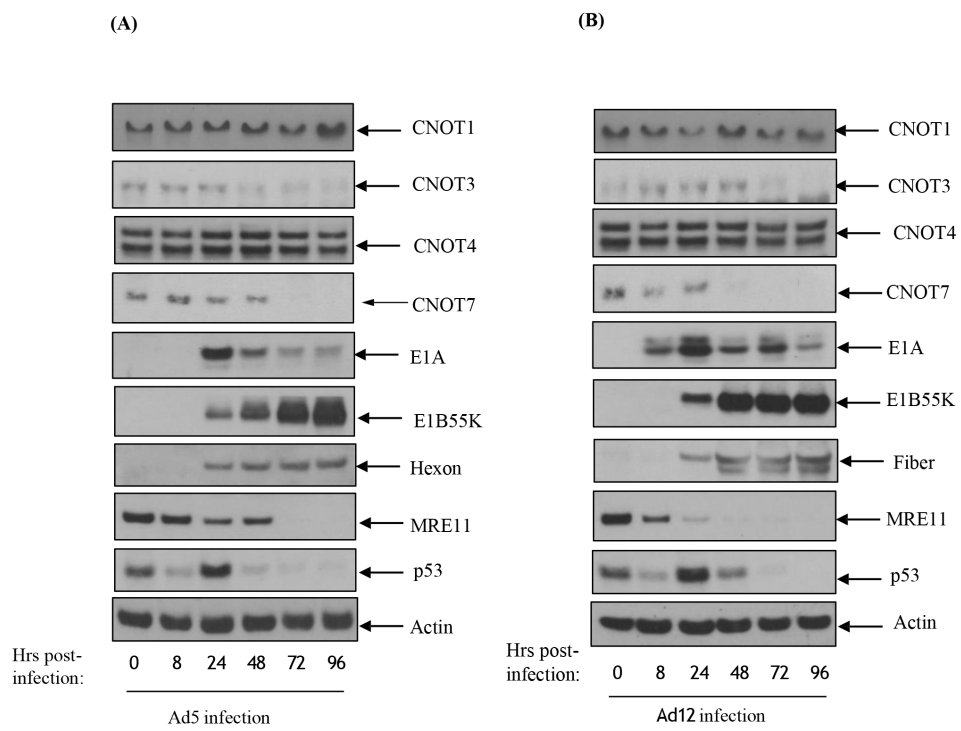 (A)
CNOT1
CNOT3
CNOT4
CNOT7
E1A
E1B55K
Hexon
MRE11
p53
Actin
Hrs post-
infection:
0 8 24 48 72 96
Ad5 infection
(B)
CNOT1
CNOT3
CNOT4
CNOT7
E1A
E1B55K
Fiber
MRE11
p53
Actin
Hrs post-
infection:
0 8 24 48 72 96
Ad12 infection